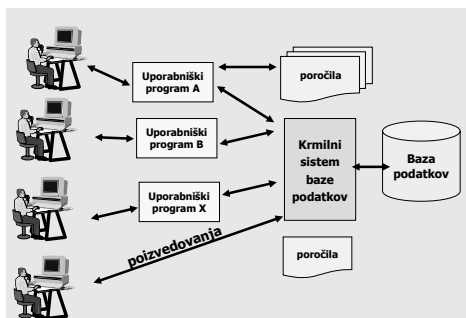 Uporabniški
program A
poročila
Uporabniški
program B
Krmilni
sistem
baze
podatkov
Baza
podatkov
Uporabniški
program X
poizvedovanja
poročila